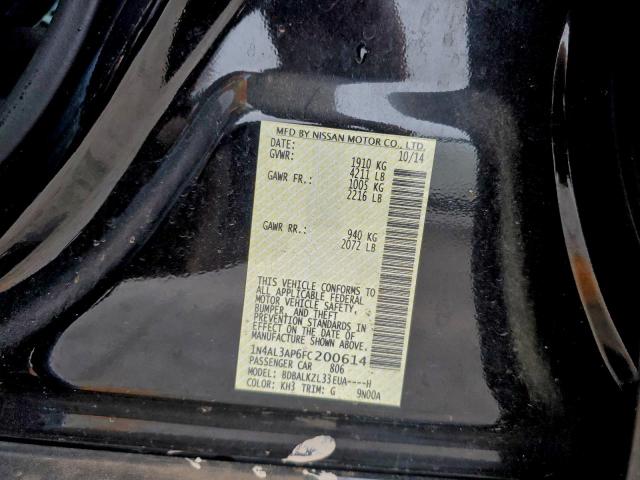 MFD BY NISSAN MOTOR CO., LTD.
DATE: 10/14
GVWR: 1910 KG
4211 LB
GAWR FR.: 1005 KG
2216 LB
GAWR RR.: 940 KG
2072 LB
THIS VEHICLE CONFORMS TO
ALL APPLICABLE FEDERAL
MOTOR VEHICLE SAFETY,
BUMPER, AND THEFT
PREVENTION STANDARDS IN
EFFECT ON THE DATE OF
MANUFACTURE SHOWN ABOVE.
1N4AL3AP6FC200614
PASSENGER CAR 806
MODEL: BDBALKZL33EUA----H
COLOR: KH3 TRIM: G 9N00A